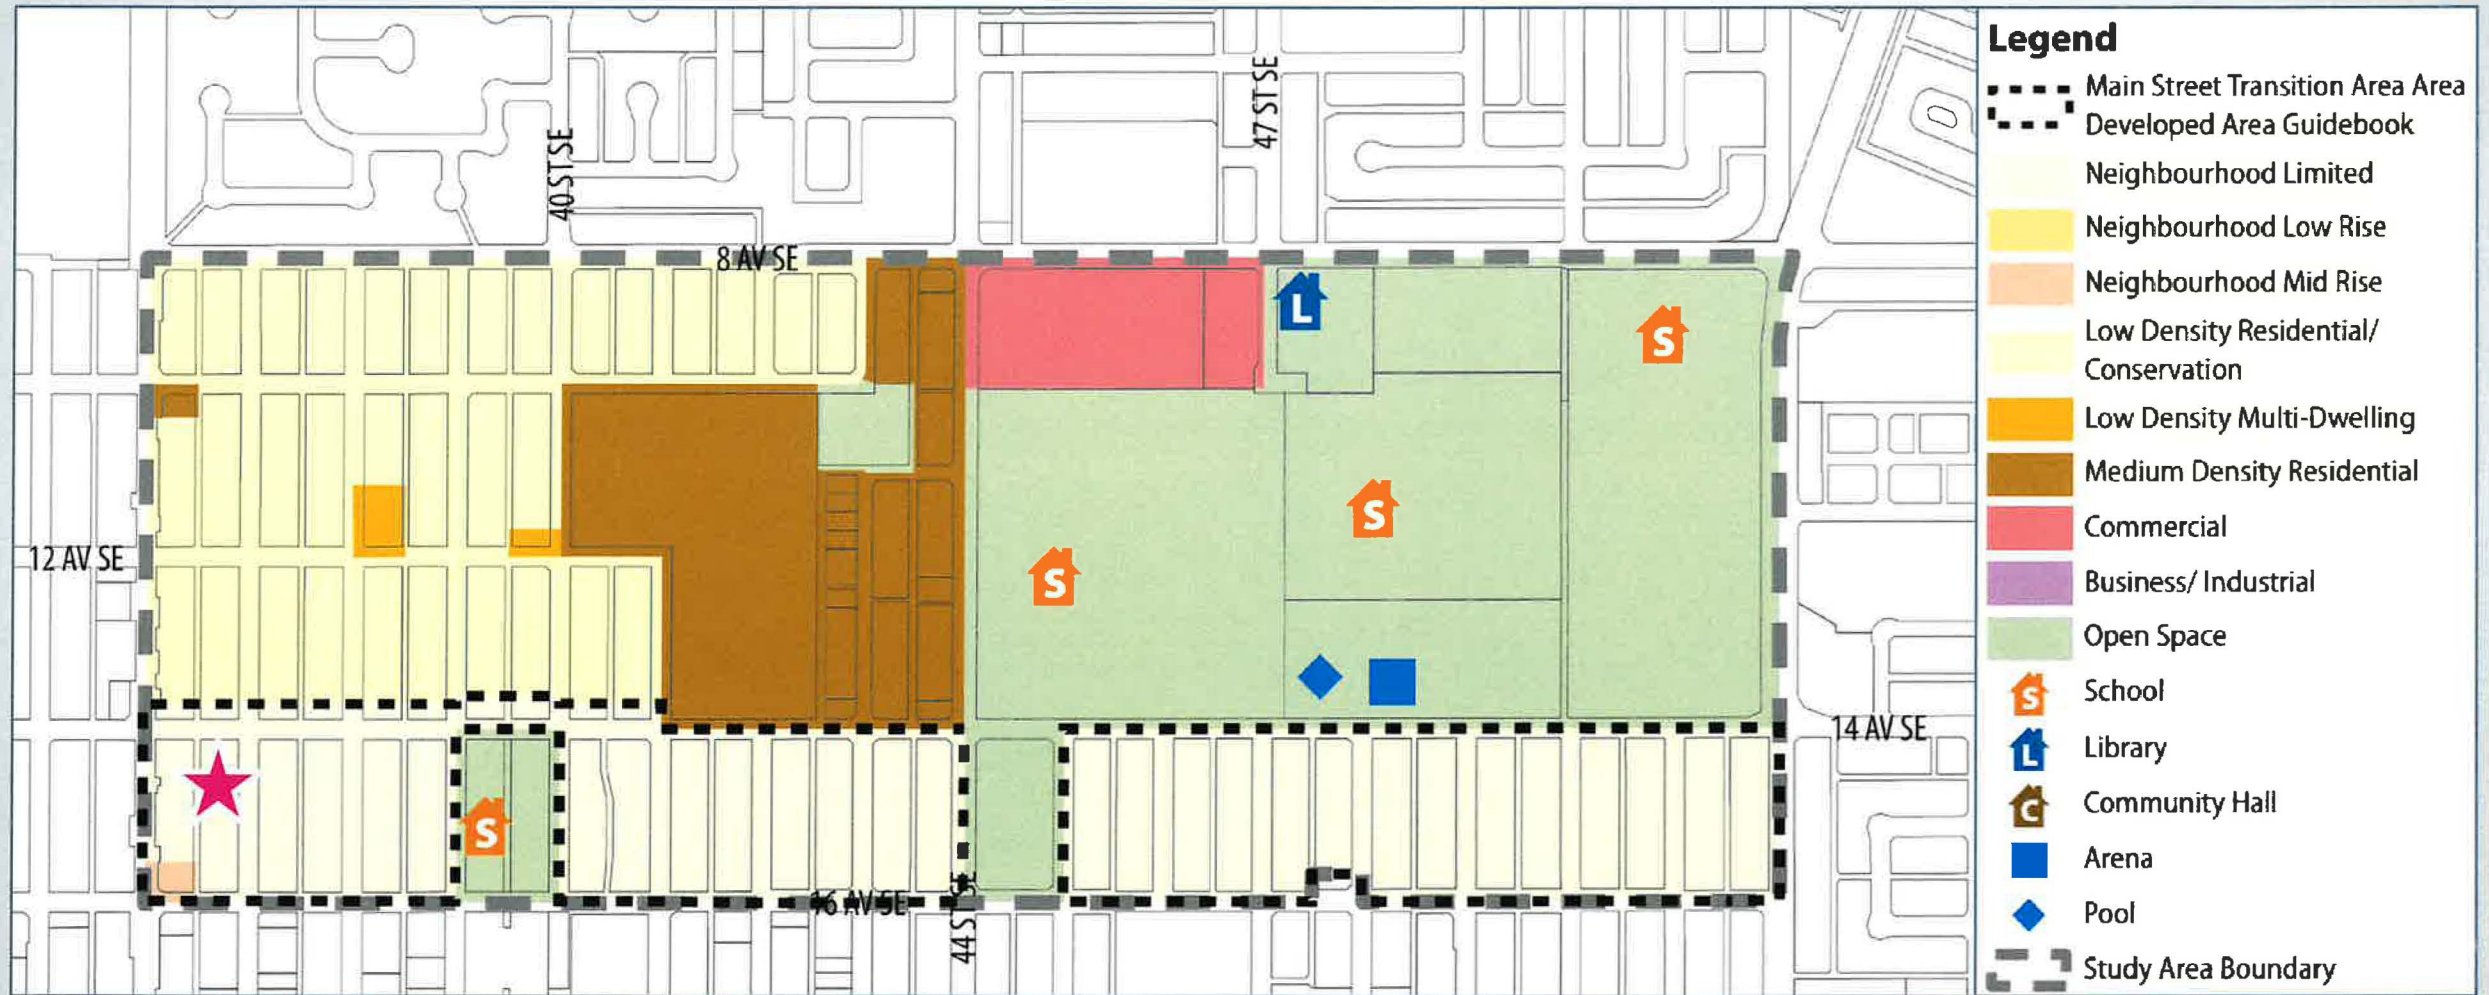 47 ST SE
40 ST SE
8 AV SE
L
S
S
S
12 AV SE
14 AV SE
S
16 AV SE
44 ST SE
Legend
Main Street Transition Area Area
Developed Area Guidebook
Neighbourhood Limited
Neighbourhood Low Rise
Neighbourhood Mid Rise
Low Density Residential/
Conservation
Low Density Multi-Dwelling
Medium Density Residential
Commercial
Business/ Industrial
Open Space
S School
L Library
C Community Hall
Arena
Pool
Study Area Boundary